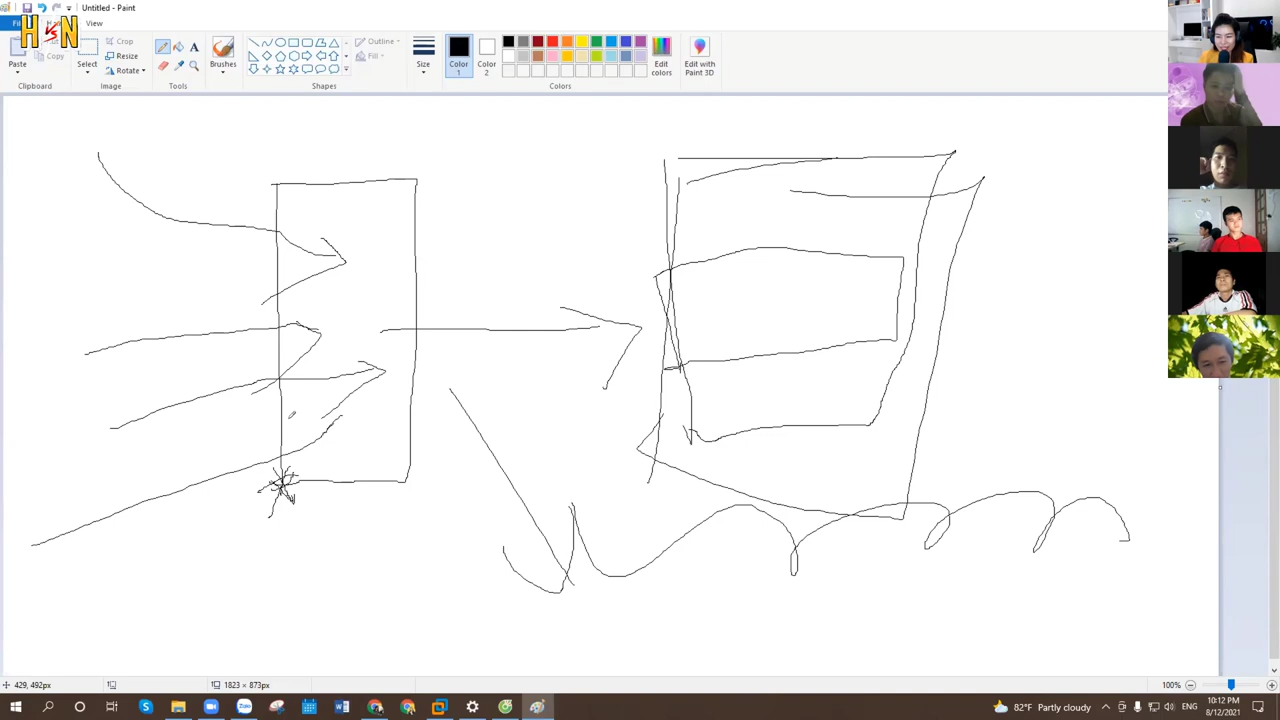 Untitled - Paint
H vs N
View
Paste
Select
Crop
Resize
Rotate
Brushes
Outline
Fill
Size
Color
1
Color
2
Edit
colors
Edit with
Paint 3D
Clipboard
Image
Tools
Shapes
Colors
429, 492px
1823 × 873px
100%
Zalo
82°F Partly cloudy
10:12 PM
8/12/2021